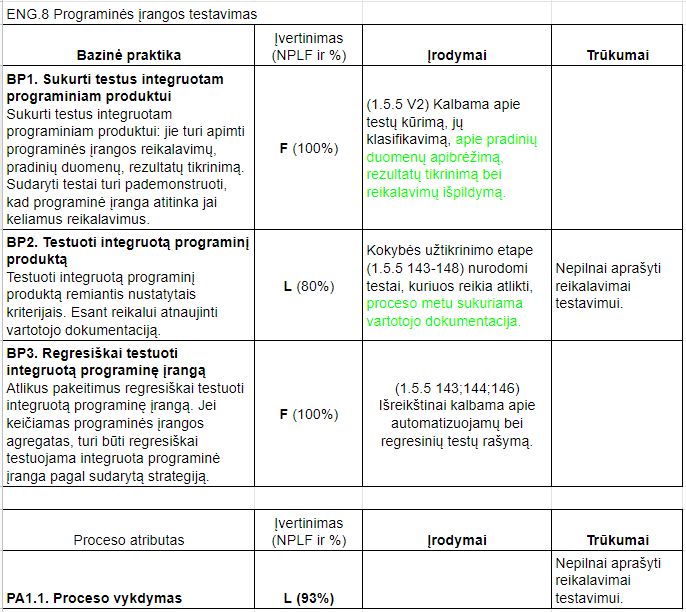 ENG.8 Programinės įrangos testavimas
Bazinė praktika
Įvertinimas
(NPLF ir %)
Įrodymai
Trūkumai
BP1. Sukurti testus integruotam
programiniam produktui
Sukurti testus integruotam
programiniam produktui: jie turi apimti
programinės įrangos reikalavimų,
pradinių duomenų, rezultatų tikrinimą.
Sudaryti testai turi pademonstruoti,
kad programinė įranga atitinka jai
keliamus reikalavimus.
F (100%)
(1.5.5 V2) Kalbama apie
testų kūrimą, jų
klasifikavimą, apie pradinių
duomenų apibrėžimą,
rezultatų tikrinimą bei
reikalavimų išpildymą.
BP2. Testuoti integruotą programinį
produktą
Testuoti integruotą programinį
produktą remiantis nustatytais
kriterijais. Esant reikalui atnaujinti
vartotojo dokumentaciją.
L (80%)
Kokybės užtikrinimo etape
(1.5.5 143-148) nurodomi
testai, kuriuos reikia atlikti,
proceso metu sukuriama
vartotojo dokumentacija.
Nepilnai aprašyti
reikalavimai
testavimui.
BP3. Regresiškai testuoti
integruotą programinę įrangą
Atlikus pakeitimus regresiškai testuoti
integruotą programinę įrangą. Jei
keičiamas programinės įrangos
agregatas, turi būti regresiškai
testuojama integruota programinė
įranga pagal sudarytą strategiją.
F (100%)
(1.5.5 143;144;146)
Išreikštinai kalbama apie
automatizuojamų bei
regresinių testų rašymą.
Proceso atributas
Įvertinimas
(NPLF ir %)
Įrodymai
Trūkumai
PA1.1. Proceso vykdymas
L (93%)
Nepilnai aprašyti
reikalavimai
testavimui.